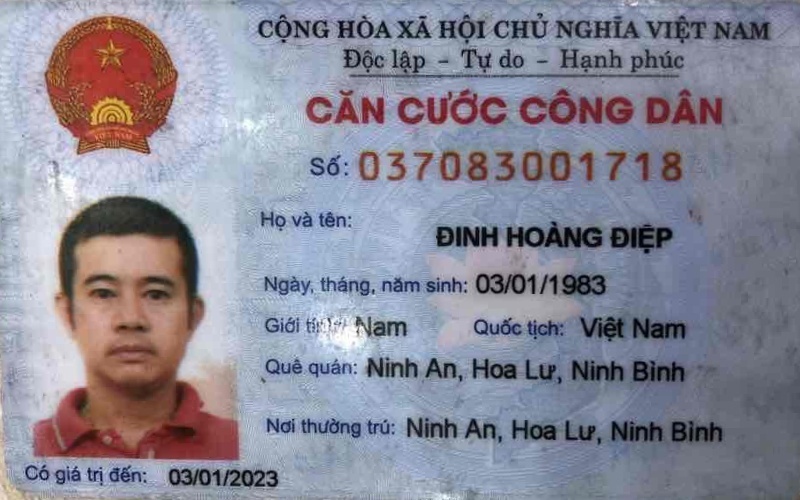 CỘNG HÒA XÃ HỘI CHỦ NGHĨA VIỆT NAM
Độc lập - Tự do - Hạnh phúc
CĂN CƯỚC CÔNG DÂN
Số: 037083001718
Họ và tên:
ĐINH HOÀNG ĐIỆP
Ngày, tháng, năm sinh: 03/01/1983
Giới Nam Quốc tịch: Việt Nam
Quê quán: Ninh An, Hoa Lư, Ninh Bình
Nơi thường trú: Ninh An, Hoa Lư, Ninh Bình
Có giá trị đến: 03/01/2023